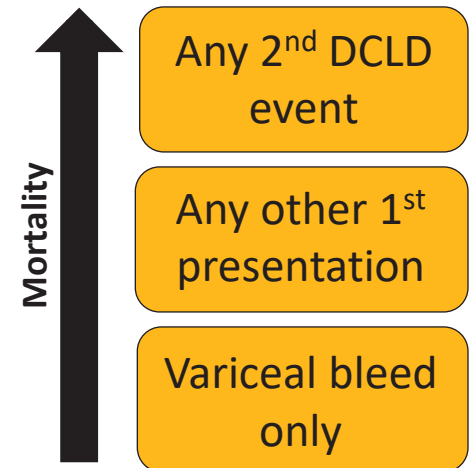 Mortality
Any 2nd DCLD
event
Any other 1st
presentation
Variceal bleed
only